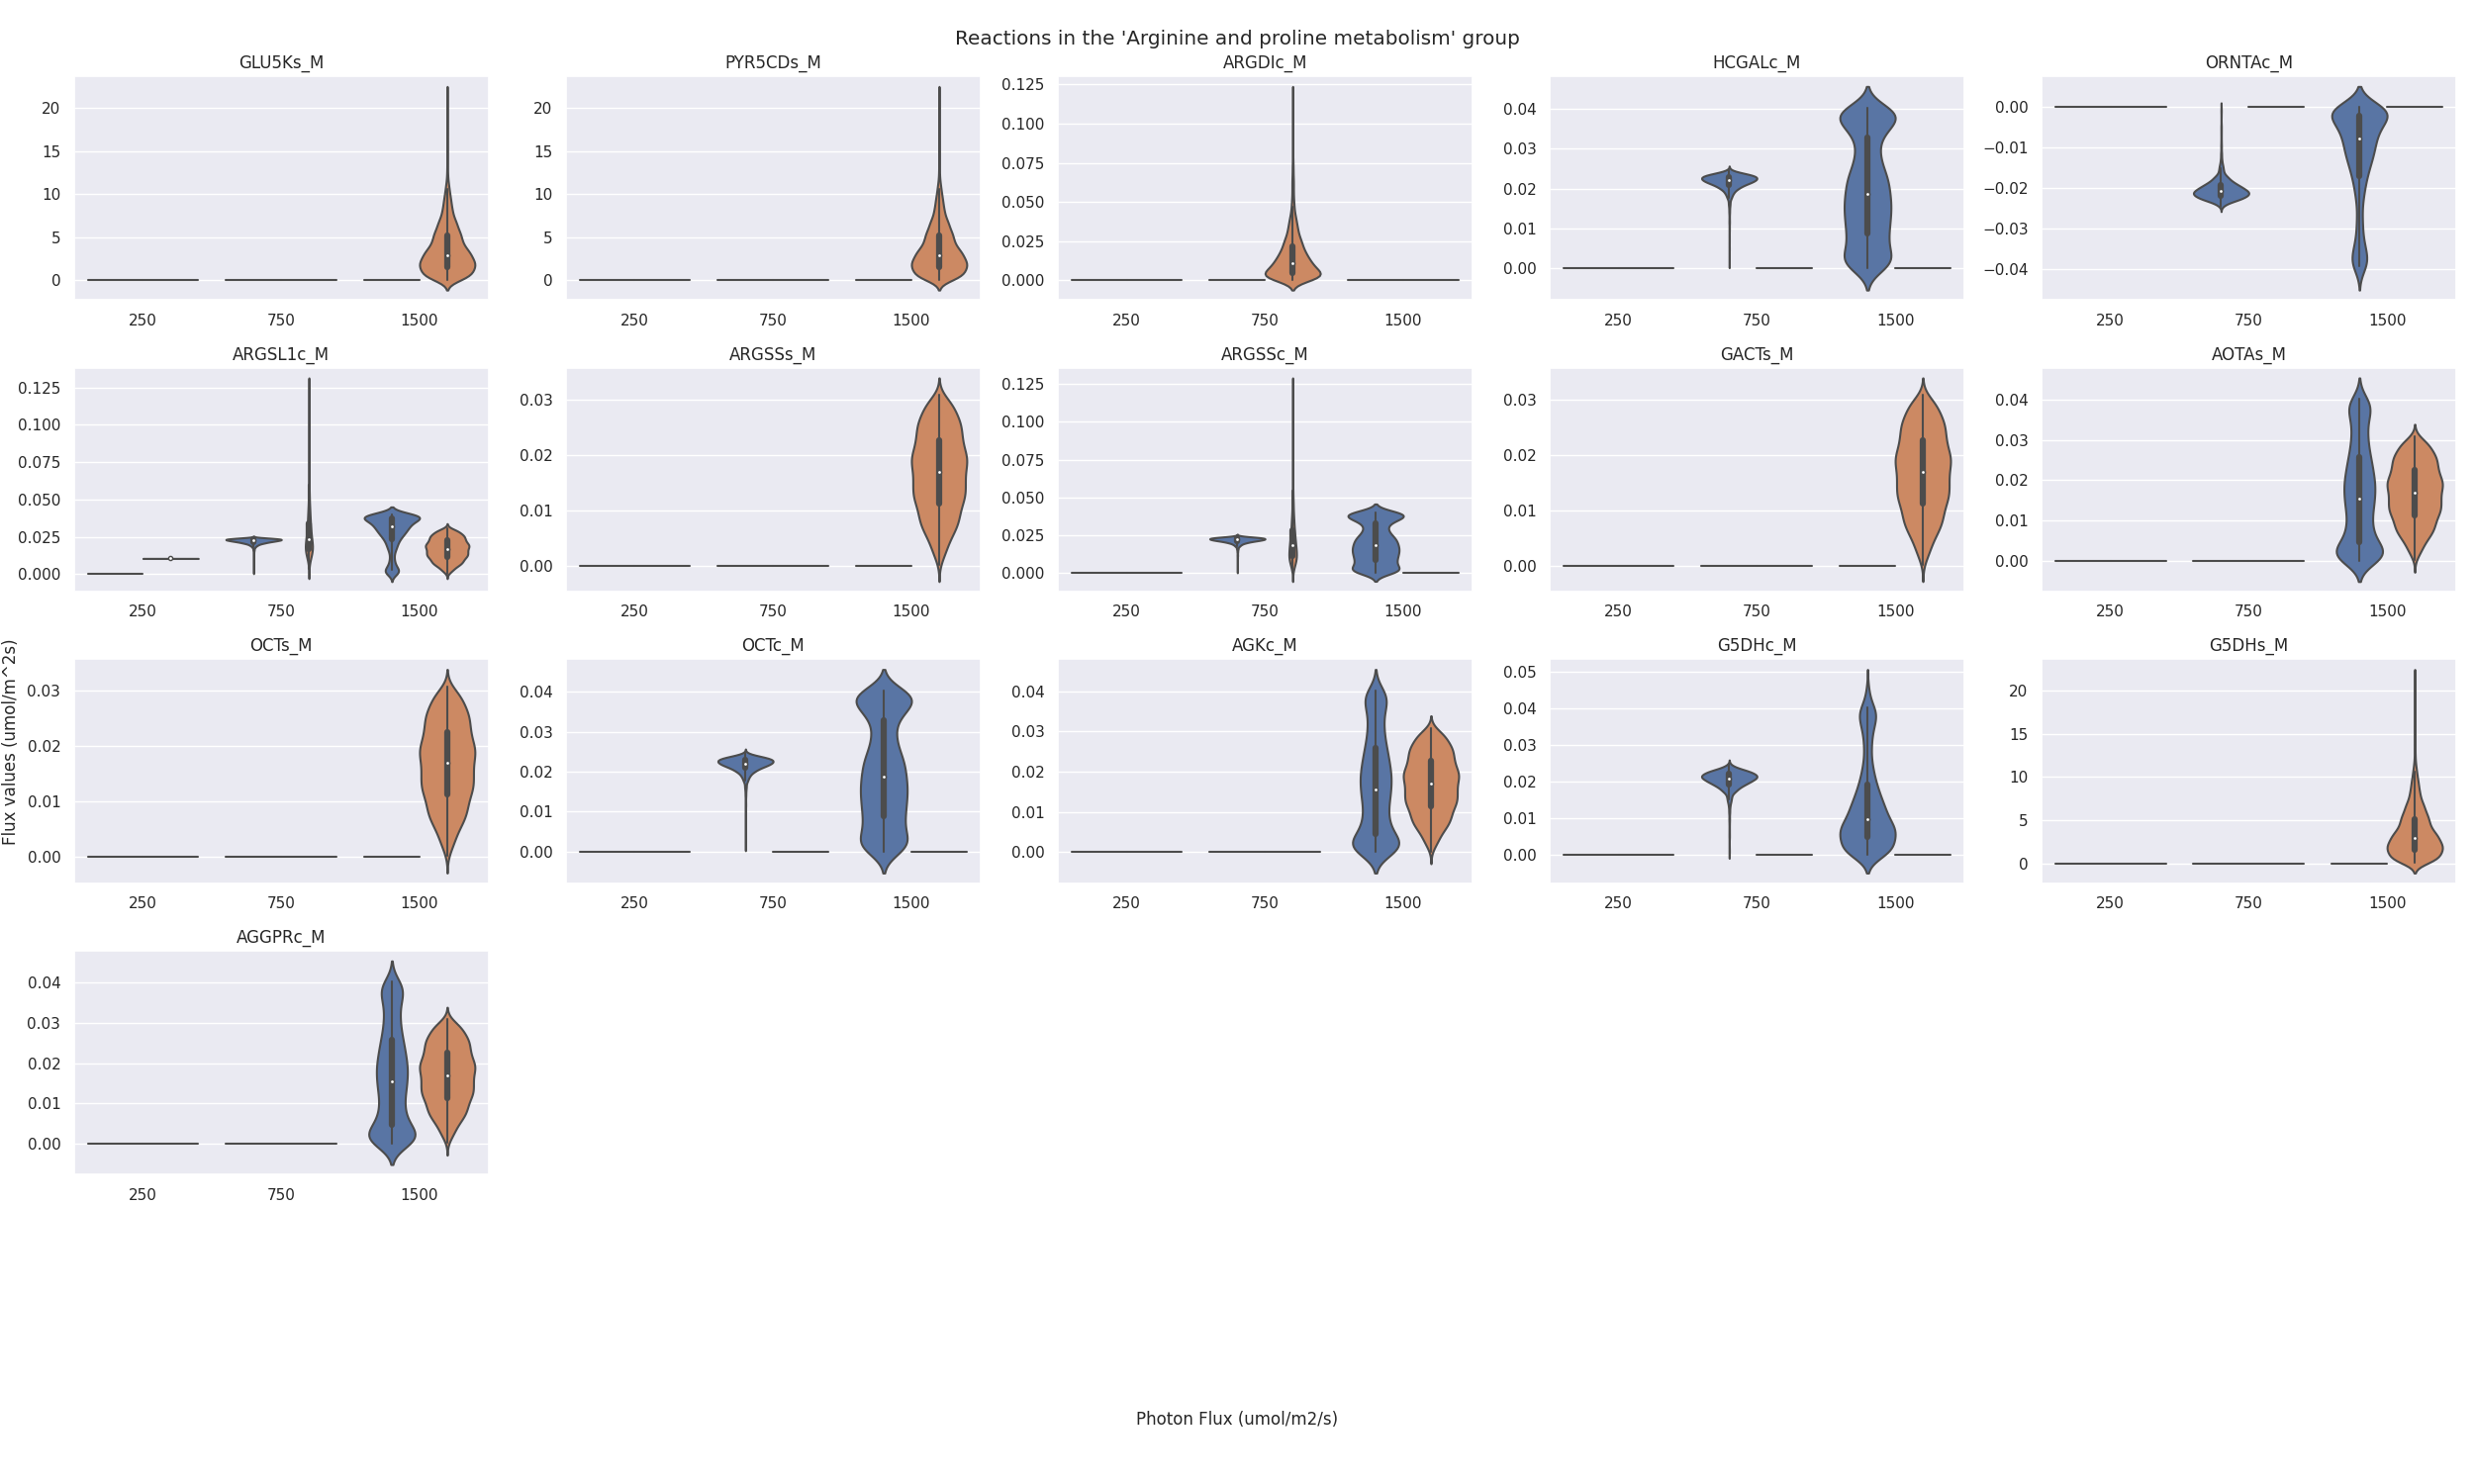 Reactions in the 'Arginine and proline metabolism' group
GLU5Ks_M PYR5CDs_M ARGDIc_M HCGALc_M ORNTAc_M
20 20 0.125 0.04 0.00
15 15 0.100 0.03 −0.01
10 10 0.075 0.02 −0.02
5 5 0.050 0.01 −0.03
0 0 0.025 0.00 −0.04
0.000
250 750 1500 250 750 1500 250 750 1500 250 750 1500 250 750 1500
ARGSL1c_M ARGSSs_M ARGSSc_M GACTs_M AOTAs_M
0.125 0.03 0.125 0.03 0.04
0.100 0.02 0.100 0.02 0.03
0.075 0.01 0.075 0.01 0.02
0.050 0.00 0.050 0.00 0.01
0.025 0.025 0.00
0.000 0.000
250 750 1500 250 750 1500 250 750 1500 250 750 1500 250 750 1500
Flux values (umol/m^2s)
OCTs_M OCTc_M AGKc_M G5DHc_M G5DHs_M
0.03 0.04 0.04 0.05 20
0.02 0.03 0.03 0.04 15
0.01 0.02 0.02 0.03 10
0.00 0.01 0.01 0.02 5
0.00 0.00 0.01 0
0.00
250 750 1500 250 750 1500 250 750 1500 250 750 1500 250 750 1500
AGGPRc_M
0.04
0.03
0.02
0.01
0.00
250 750 1500
Photon Flux (umol/m2/s)